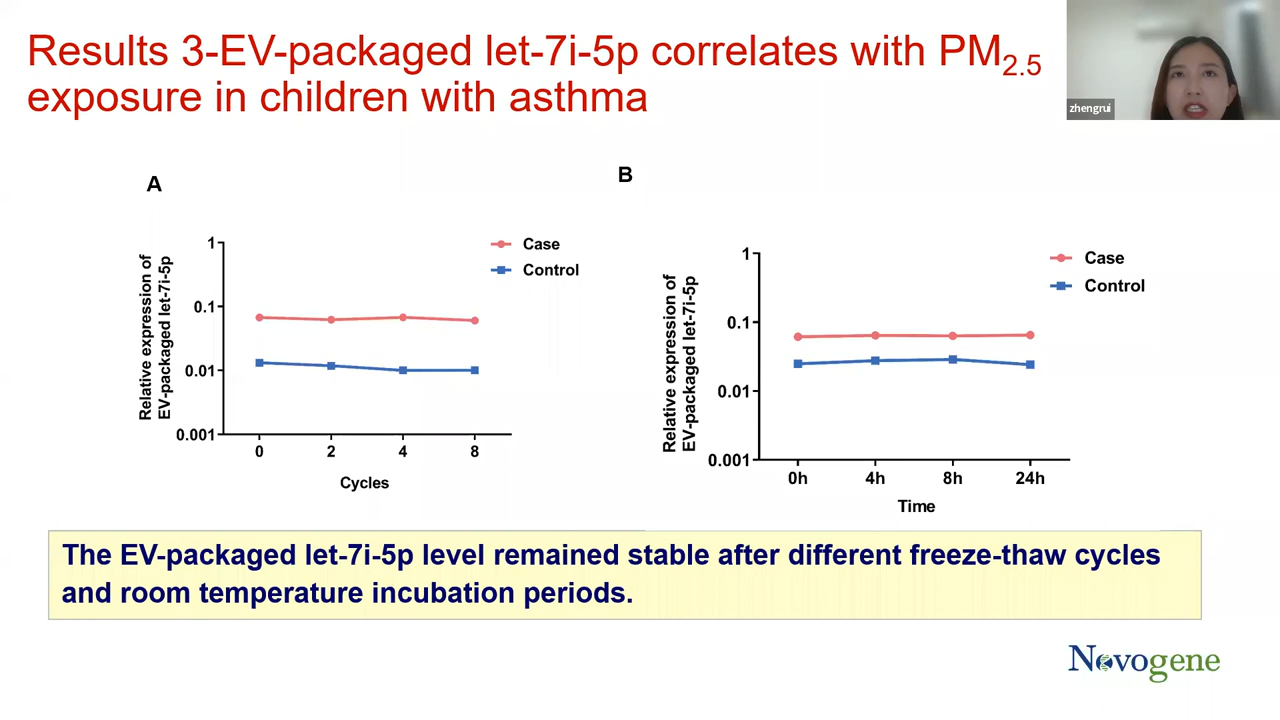 Results 3-EV-packaged let-7i-5p correlates with PM2.5
exposure in children with asthma
zhengrui
A
Relative expression of
EV-packaged let-7i-5p
1
0.1
0.01
0.001
0 2 4 8
Cycles
Case
Control
B
Relative expression of
EV-packaged let-7i-5p
1
0.1
0.01
0.001
0h 4h 8h 24h
Time
Case
Control
The EV-packaged let-7i-5p level remained stable after different freeze-thaw cycles
and room temperature incubation periods.
Novogene